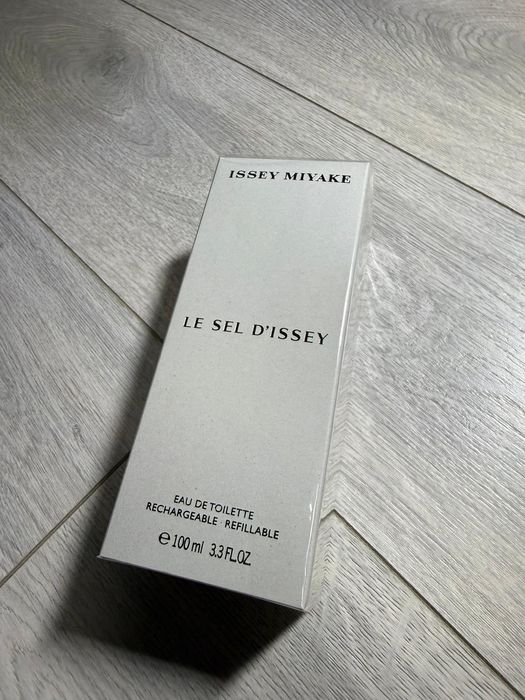 ISSEY MIYAKE
LE SEL D'ISSEY
EAU DE TOILETTE
RECHARGEABLE · REFILLABLE
℮ 100 ml 3.3 FL.OZ